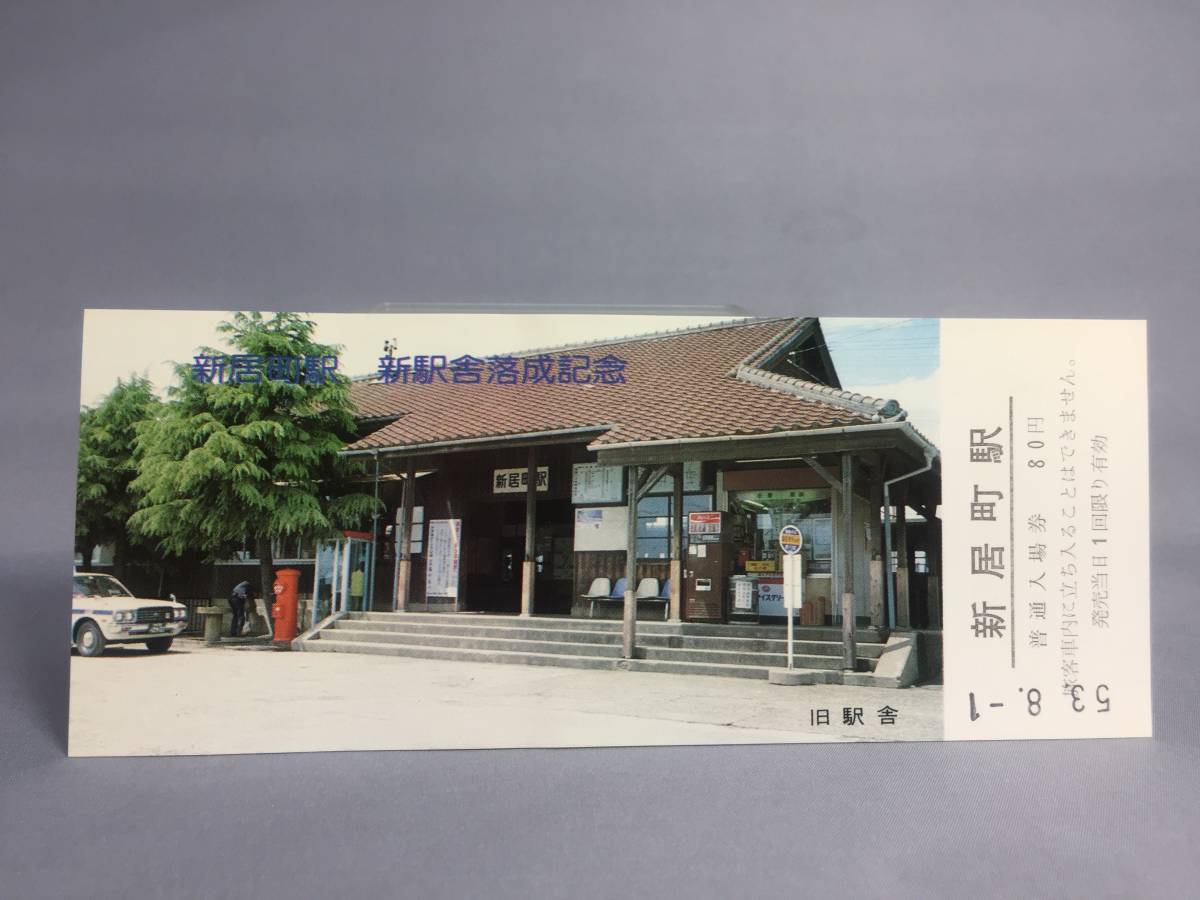 新居町駅 新駅舎落成記念
新居町駅
旧駅舎
新居町駅
普通入場券 80円
旅客車内に立ち入ることはできません。
発売当日1回限り有効
53.8.-1